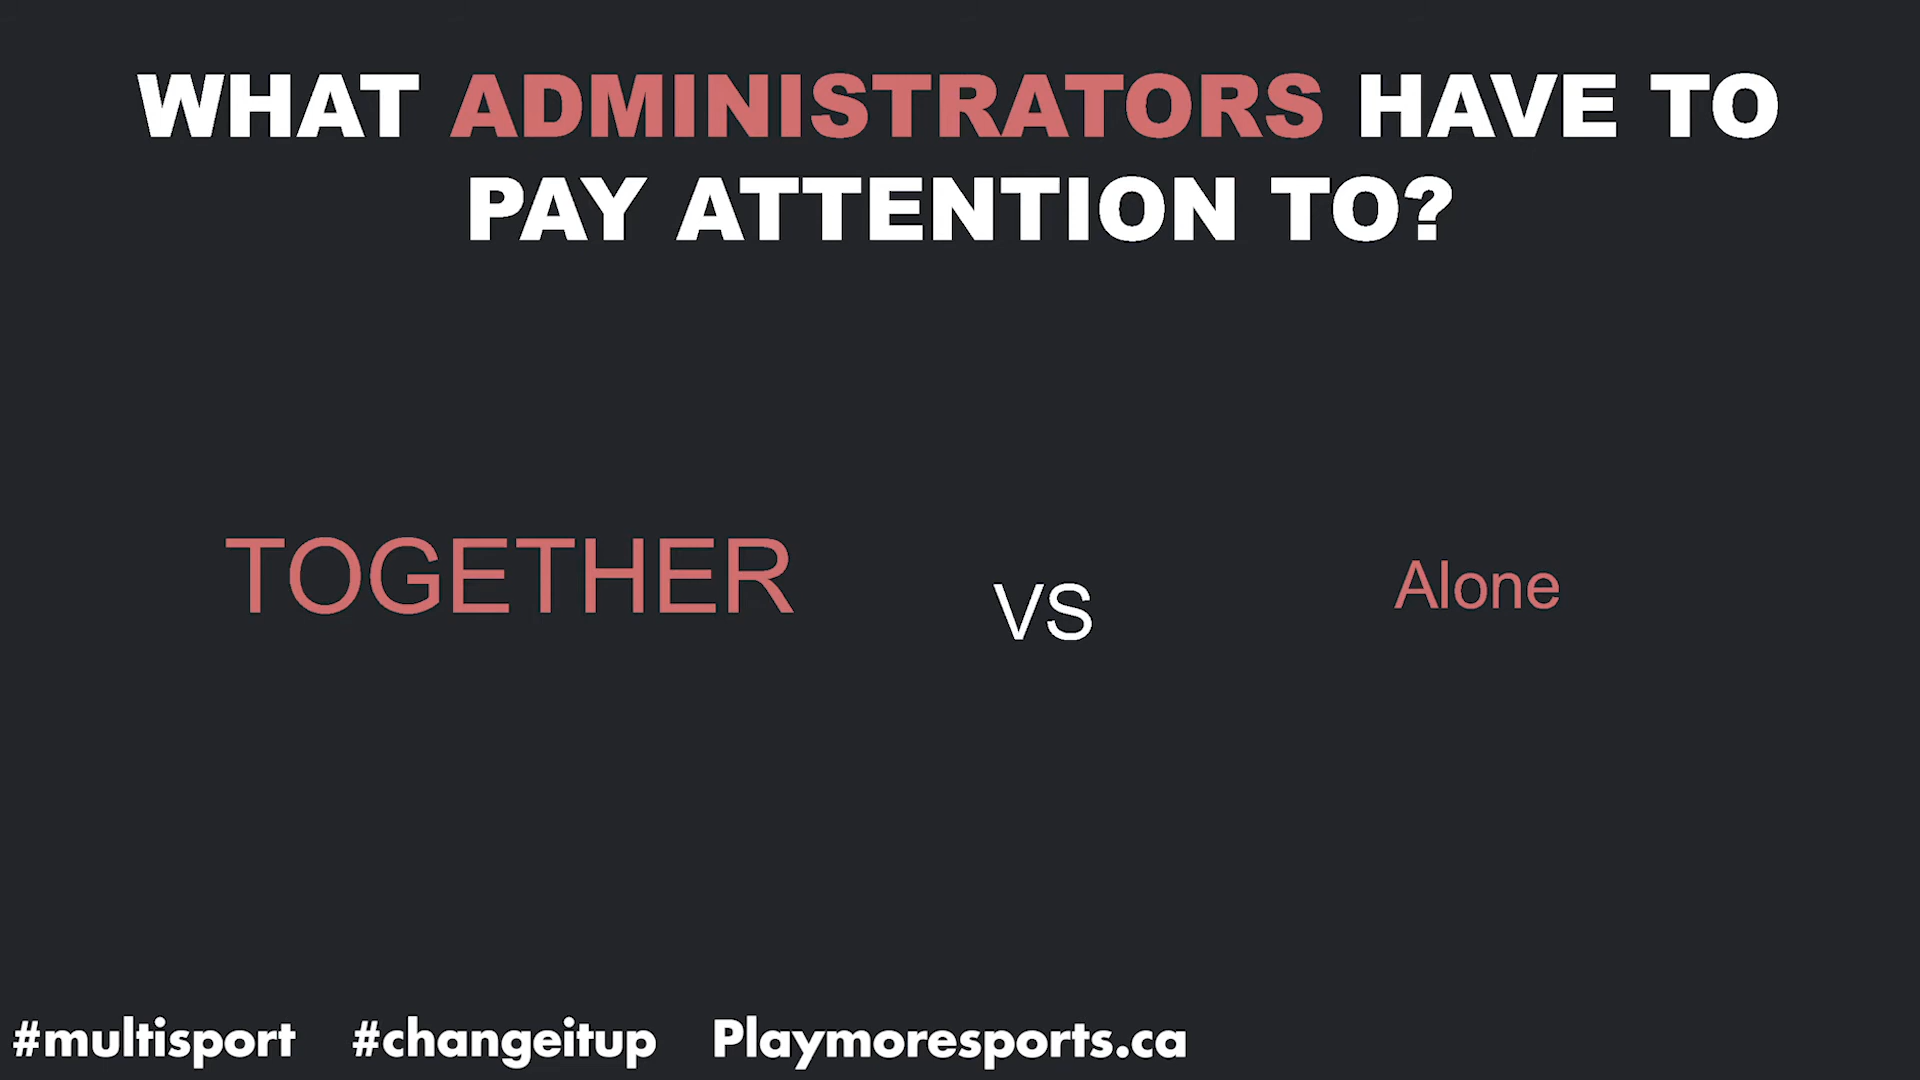 WHAT ADMINISTRATORS HAVE TO
PAY ATTENTION TO?
TOGETHER
VS
Alone
#multisport #changeitup Playmoresports.ca